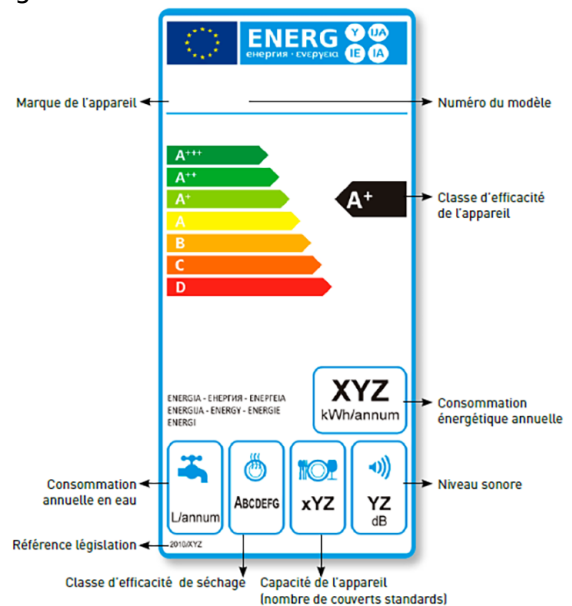 ENERG Y UA
енергия · ενεργεια IE IA
Marque de l'appareil
Numéro du modèle
A+++
A++
A+
A
B
C
D
A+
Classe d'efficacité
de l'appareil
ENERGIA - ЕНЕРГИЯ - ΕΝΕΡΓΕΙΑ
ENERGIJA - ENERGY - ENERGIE
ENERGI
XYZ
kWh/annum
Consommation
énergétique annuelle
Consommation
annuelle en eau
L/annum
ABCDEFG
xYZ
YZ
dB
Niveau sonore
Référence législation
2010/XYZ
Classe d'efficacité de séchage
Capacité de l'appareil
(nombre de couverts standards)